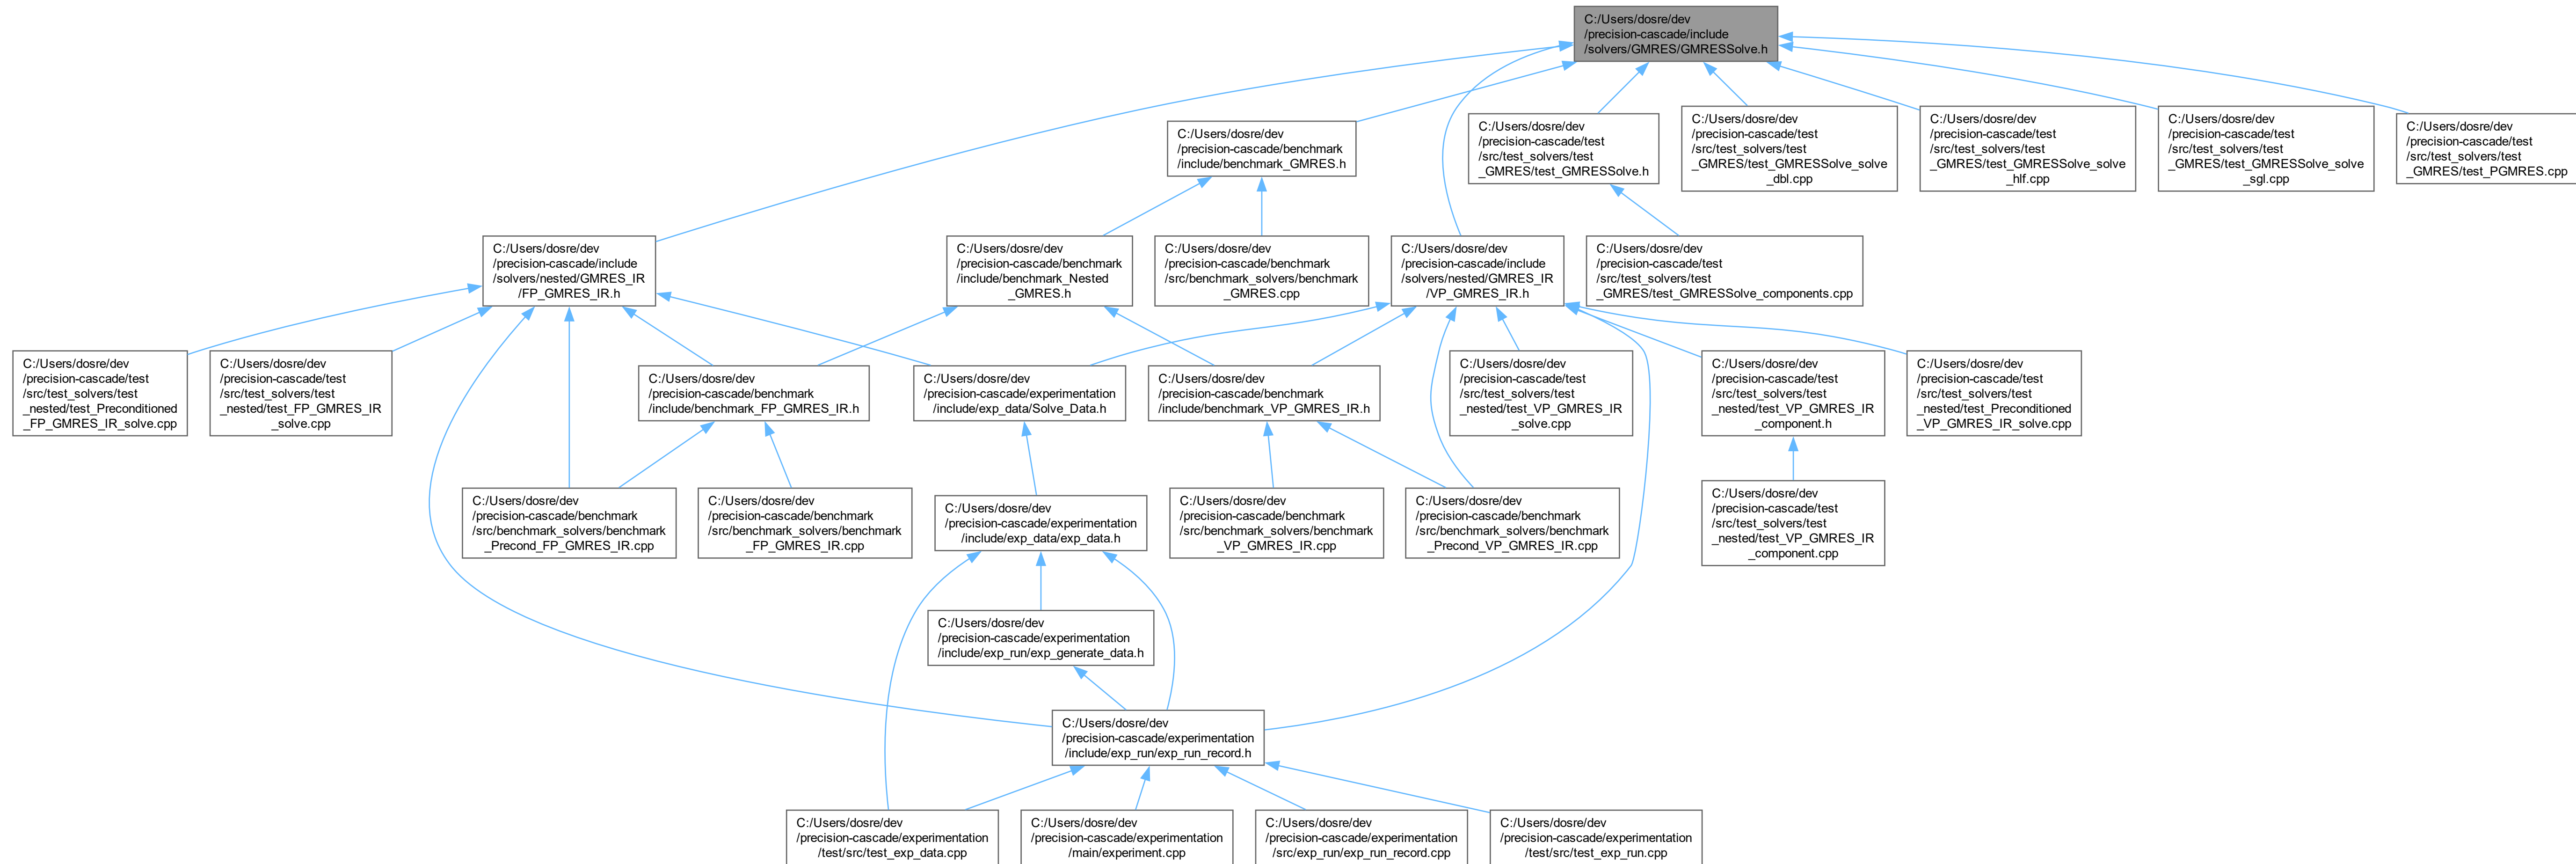 C:/Users/dosre/dev
/precision-cascade/include
/solvers/GMRES/GMRESSolve.h
C:/Users/dosre/dev
/precision-cascade/benchmark
/include/benchmark_GMRES.h
C:/Users/dosre/dev
/precision-cascade/test
/src/test_solvers/test
_GMRES/test_GMRESSolve.h
C:/Users/dosre/dev
/precision-cascade/test
/src/test_solvers/test
_GMRES/test_GMRESSolve_solve
_dbl.cpp
C:/Users/dosre/dev
/precision-cascade/test
/src/test_solvers/test
_GMRES/test_GMRESSolve_solve
_hlf.cpp
C:/Users/dosre/dev
/precision-cascade/test
/src/test_solvers/test
_GMRES/test_GMRESSolve_solve
_sgl.cpp
C:/Users/dosre/dev
/precision-cascade/test
/src/test_solvers/test
_GMRES/test_PGMRES.cpp
C:/Users/dosre/dev
/precision-cascade/include
/solvers/nested/GMRES_IR
/FP_GMRES_IR.h
C:/Users/dosre/dev
/precision-cascade/benchmark
/include/benchmark_Nested
_GMRES.h
C:/Users/dosre/dev
/precision-cascade/benchmark
/src/benchmark_solvers/benchmark
_GMRES.cpp
C:/Users/dosre/dev
/precision-cascade/include
/solvers/nested/GMRES_IR
/VP_GMRES_IR.h
C:/Users/dosre/dev
/precision-cascade/test
/src/test_solvers/test
_GMRES/test_GMRESSolve_components.cpp
C:/Users/dosre/dev
/precision-cascade/test
/src/test_solvers/test
_nested/test_Preconditioned
_FP_GMRES_IR_solve.cpp
C:/Users/dosre/dev
/precision-cascade/test
/src/test_solvers/test
_nested/test_FP_GMRES_IR
_solve.cpp
C:/Users/dosre/dev
/precision-cascade/benchmark
/include/benchmark_FP_GMRES_IR.h
C:/Users/dosre/dev
/precision-cascade/experimentation
/include/exp_data/Solve_Data.h
C:/Users/dosre/dev
/precision-cascade/benchmark
/include/benchmark_VP_GMRES_IR.h
C:/Users/dosre/dev
/precision-cascade/test
/src/test_solvers/test
_nested/test_VP_GMRES_IR
_solve.cpp
C:/Users/dosre/dev
/precision-cascade/test
/src/test_solvers/test
_nested/test_VP_GMRES_IR
_component.h
C:/Users/dosre/dev
/precision-cascade/test
/src/test_solvers/test
_nested/test_Preconditioned
_VP_GMRES_IR_solve.cpp
C:/Users/dosre/dev
/precision-cascade/benchmark
/src/benchmark_solvers/benchmark
_Precond_FP_GMRES_IR.cpp
C:/Users/dosre/dev
/precision-cascade/benchmark
/src/benchmark_solvers/benchmark
_FP_GMRES_IR.cpp
C:/Users/dosre/dev
/precision-cascade/experimentation
/include/exp_data/exp_data.h
C:/Users/dosre/dev
/precision-cascade/benchmark
/src/benchmark_solvers/benchmark
_VP_GMRES_IR.cpp
C:/Users/dosre/dev
/precision-cascade/benchmark
/src/benchmark_solvers/benchmark
_Precond_VP_GMRES_IR.cpp
C:/Users/dosre/dev
/precision-cascade/test
/src/test_solvers/test
_nested/test_VP_GMRES_IR
_component.cpp
C:/Users/dosre/dev
/precision-cascade/experimentation
/include/exp_run/exp_generate_data.h
C:/Users/dosre/dev
/precision-cascade/experimentation
/include/exp_run/exp_run_record.h
C:/Users/dosre/dev
/precision-cascade/experimentation
/test/src/test_exp_data.cpp
C:/Users/dosre/dev
/precision-cascade/experimentation
/main/experiment.cpp
C:/Users/dosre/dev
/precision-cascade/experimentation
/src/exp_run/exp_run_record.cpp
C:/Users/dosre/dev
/precision-cascade/experimentation
/test/src/test_exp_run.cpp